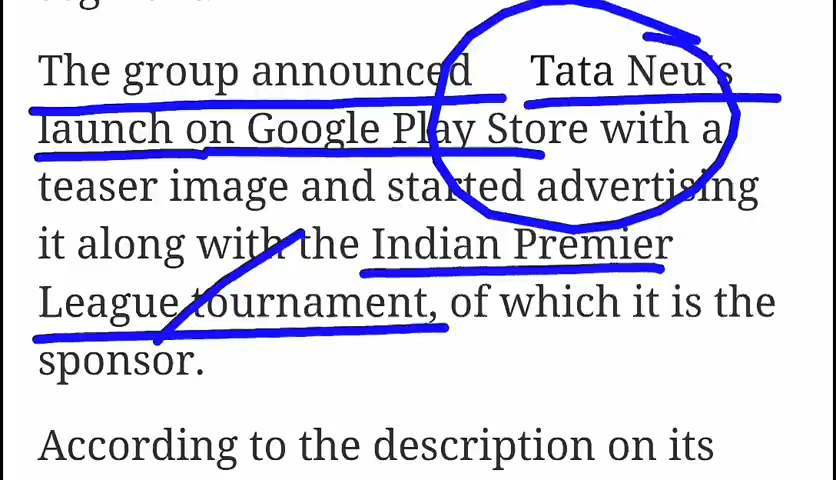 The group announced Tata Neu's
launch on Google Play Store with a
teaser image and started advertising
it along with the Indian Premier
League tournament, of which it is the
sponsor.
According to the description on its